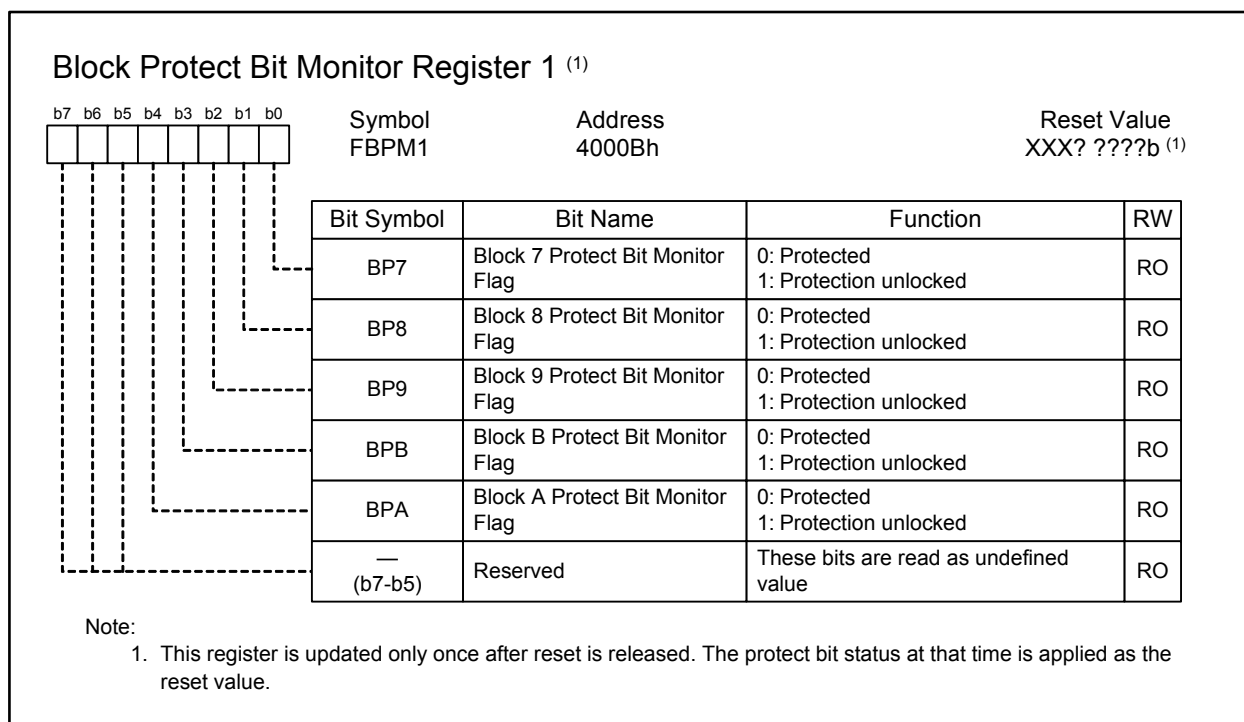 Block Protect Bit Monitor Register 1 (1)
b7 b6 b5 b4 b3 b2 b1 b0
Symbol Address Reset Value
FBPM1 4000Bh XXX? ????b (1)
Bit Symbol Bit Name Function RW
BP7 Block 7 Protect Bit Monitor Flag 0: Protected 1: Protection unlocked RO
BP8 Block 8 Protect Bit Monitor Flag 0: Protected 1: Protection unlocked RO
BP9 Block 9 Protect Bit Monitor Flag 0: Protected 1: Protection unlocked RO
BPB Block B Protect Bit Monitor Flag 0: Protected 1: Protection unlocked RO
BPA Block A Protect Bit Monitor Flag 0: Protected 1: Protection unlocked RO
— (b7-b5) Reserved These bits are read as undefined value RO
Note:
1. This register is updated only once after reset is released. The protect bit status at that time is applied as the
reset value.